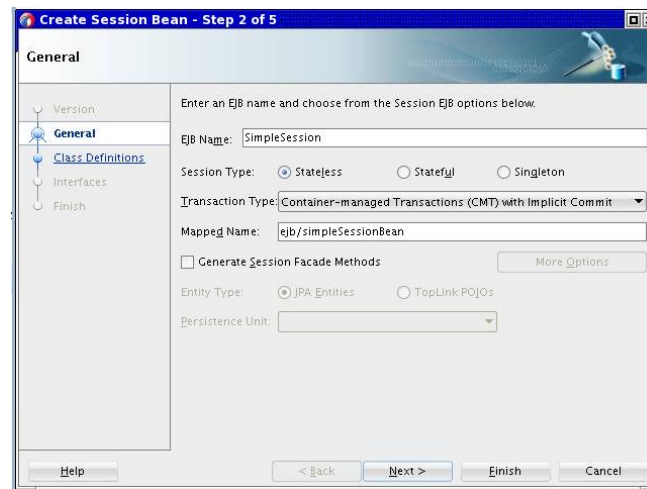 Create Session Bean - Step 2 of 5
General
Version
General
Class Definitions
Interfaces
Finish
Enter an EJB name and choose from the Session EJB options below.
EJB Name: SimpleSession
Session Type: Stateless Stateful Singleton
Transaction Type: Container-managed Transactions (CMT) with Implicit Commit
Mapped Name: ejb/simpleSessionBean
Generate Session Facade Methods More Options
Entity Type: JPA Entities TopLink POJOs
Persistence Unit:
Help < Back Next > Finish Cancel